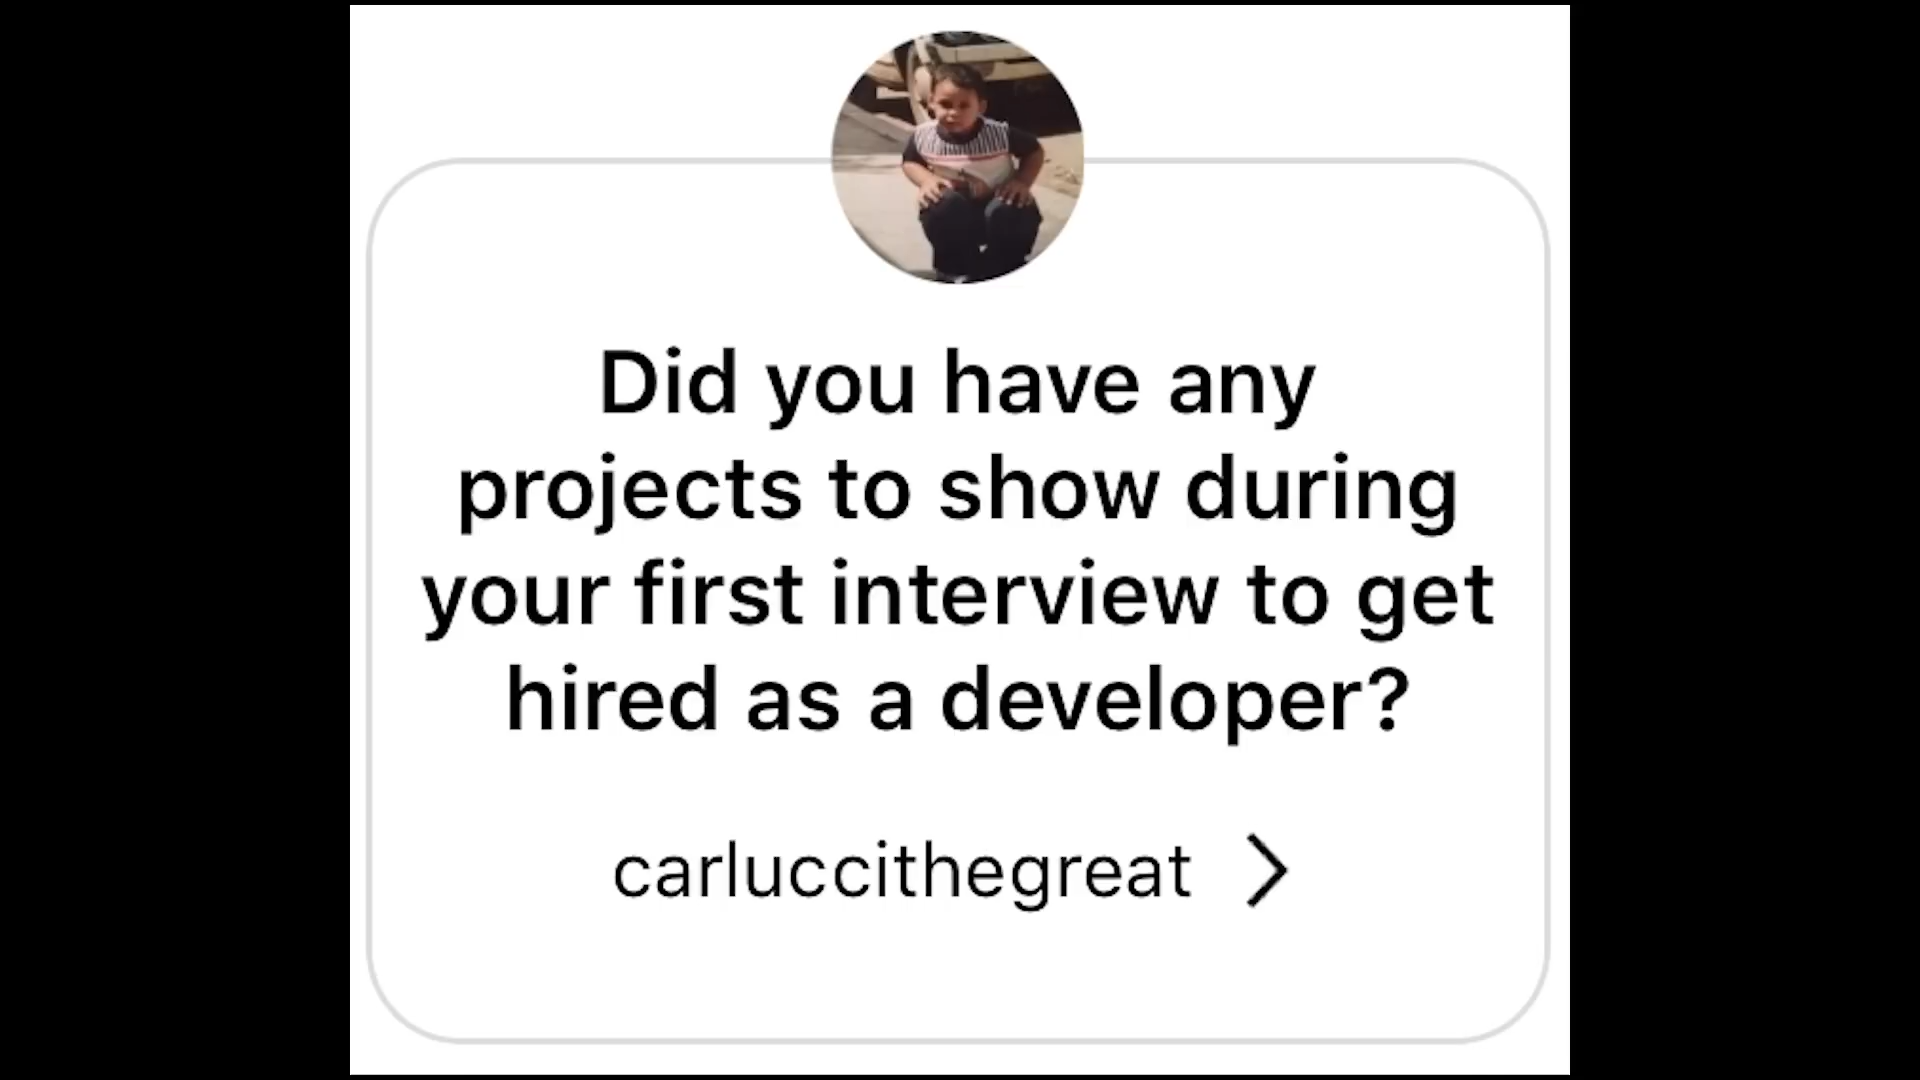 Did you have any
projects to show during
your first interview to get
hired as a developer?
carluccithegreat